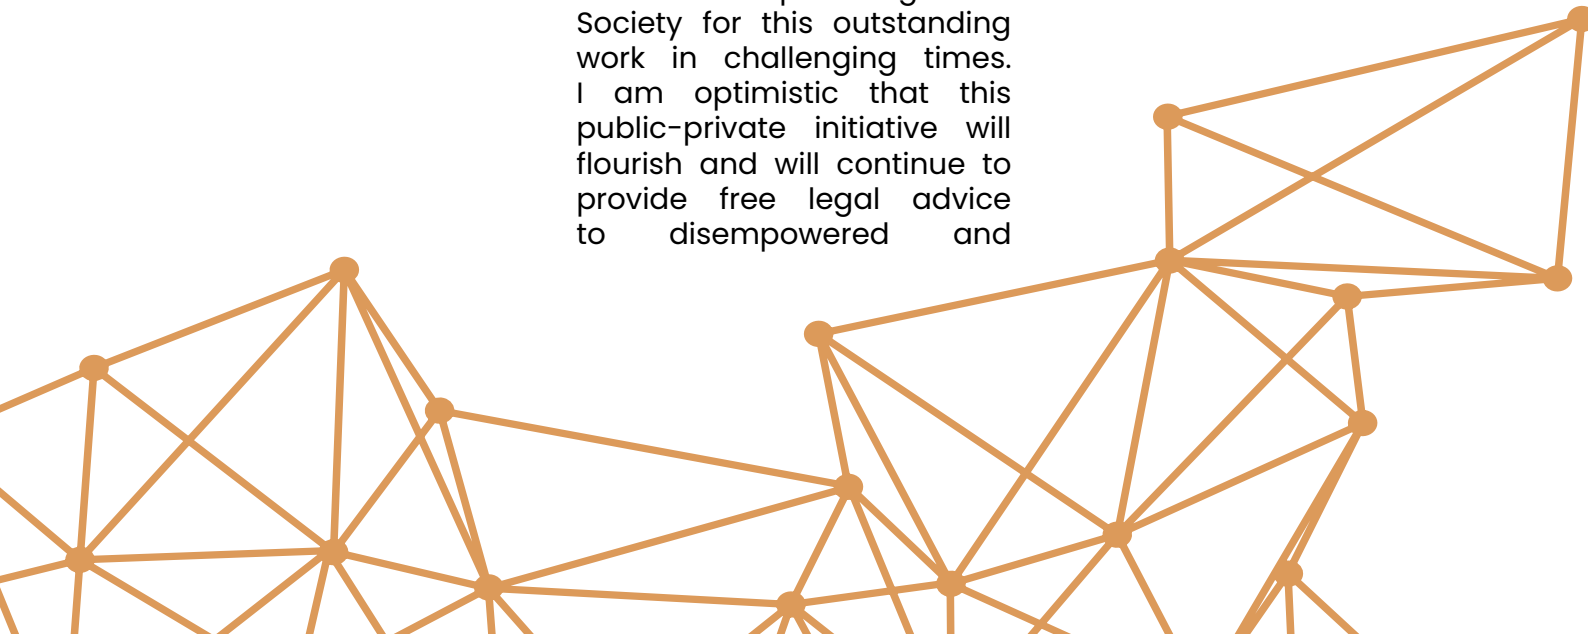 Society for this outstanding
work in challenging times.
I am optimistic that this
public-private initiative will
flourish and will continue to
provide free legal advice
to disempowered and